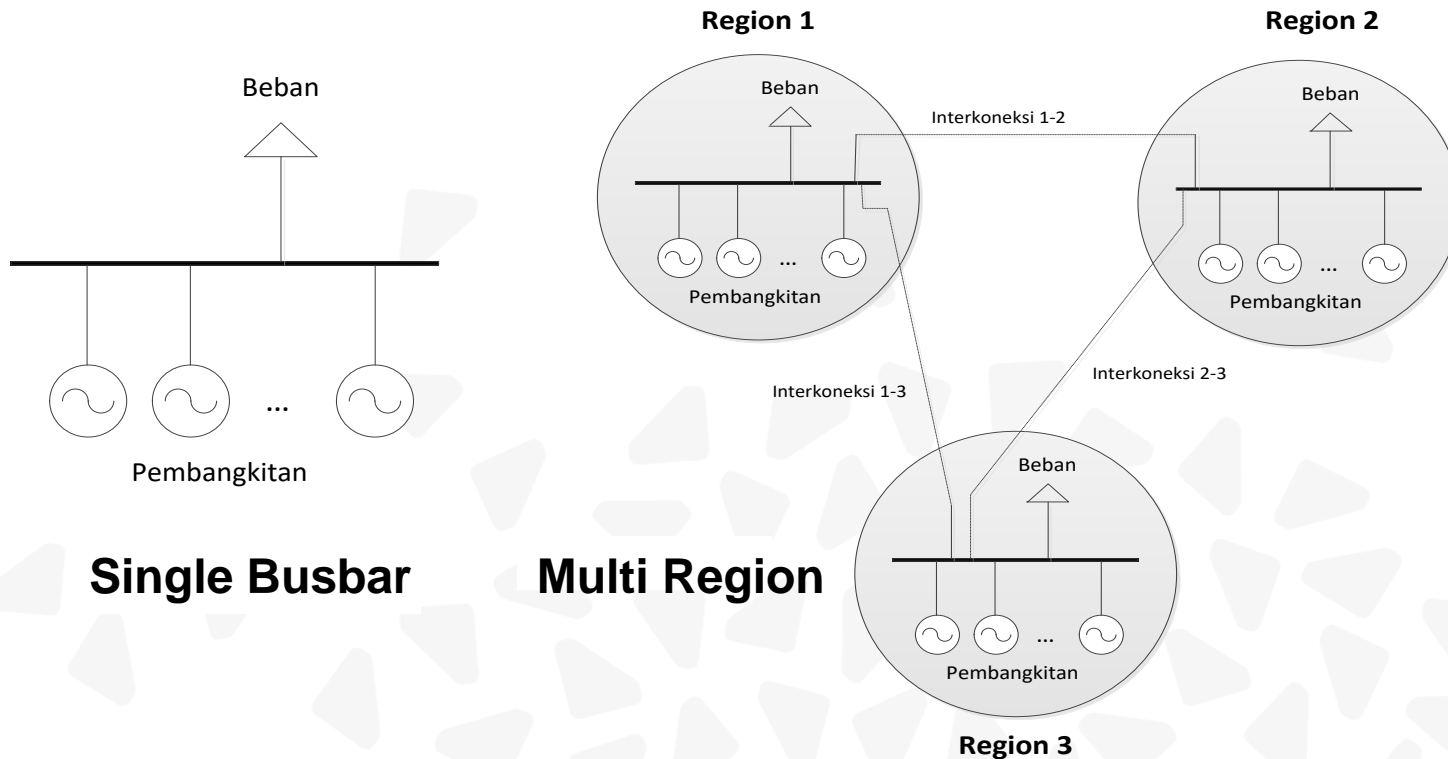 Beban
...
Pembangkitan
Single Busbar
Region 1
Beban
...
Pembangkitan
Interkoneksi 1-2
Region 2
Beban
...
Pembangkitan
Interkoneksi 1-3
Interkoneksi 2-3
Multi Region
Beban
...
Pembangkitan
Region 3